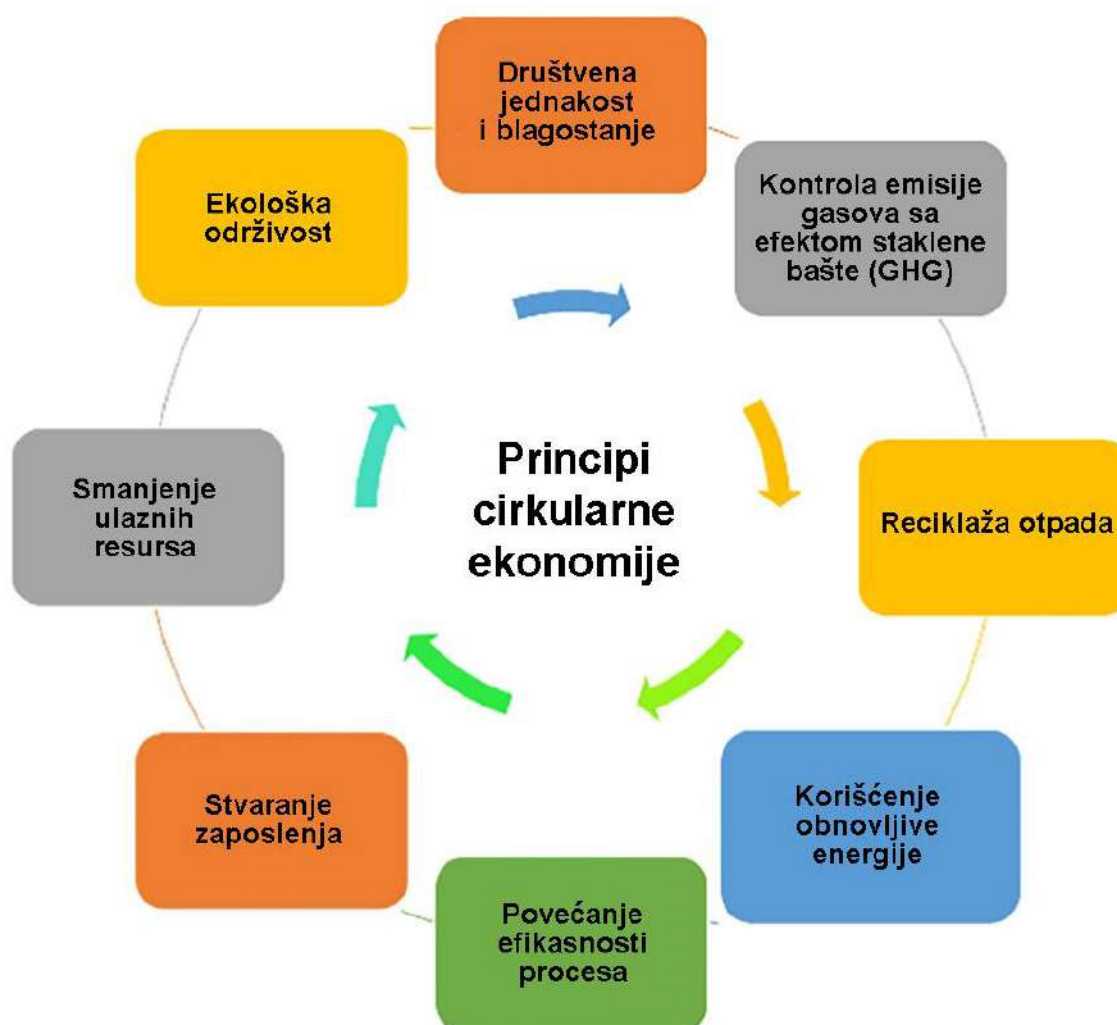 Društvena
jednakost
i blagostanje
Kontrola emisije
gasova sa
efektom staklene
bašte (GHG)
Reciklaža otpada
Korišćenje
obnovljive
energije
Povećanje
efikasnosti
procesa
Stvaranje
zaposlenja
Smanjenje
ulaznih
resursa
Ekološka
održivost
Principi
cirkularne
ekonomije